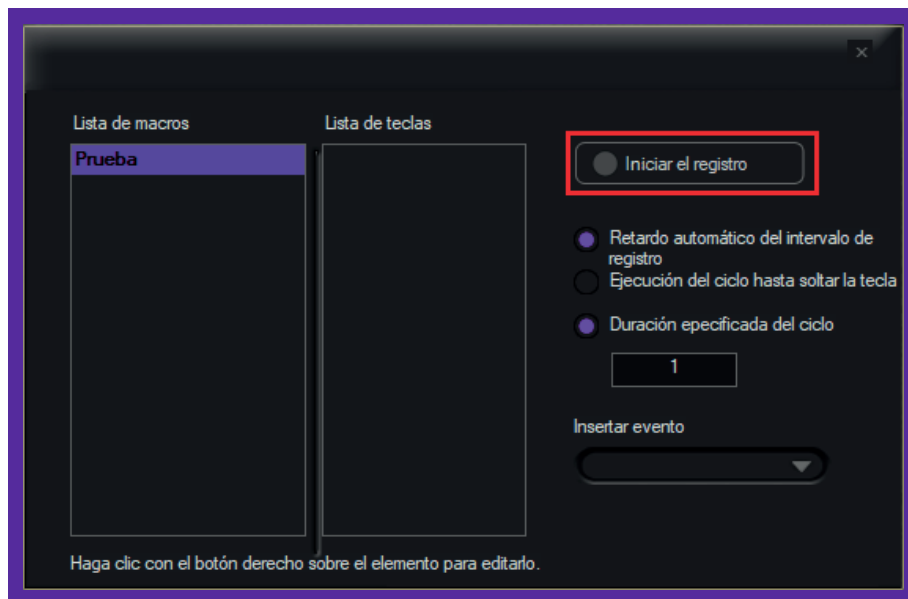 Lista de macros
Lista de teclas
Prueba
Iniciar el registro
Retardo automático del intervalo de
registro
Ejecución del ciclo hasta soltar la tecla
Duración epecificada del ciclo
1
Insertar evento
Haga clic con el botón derecho sobre el elemento para editarlo.